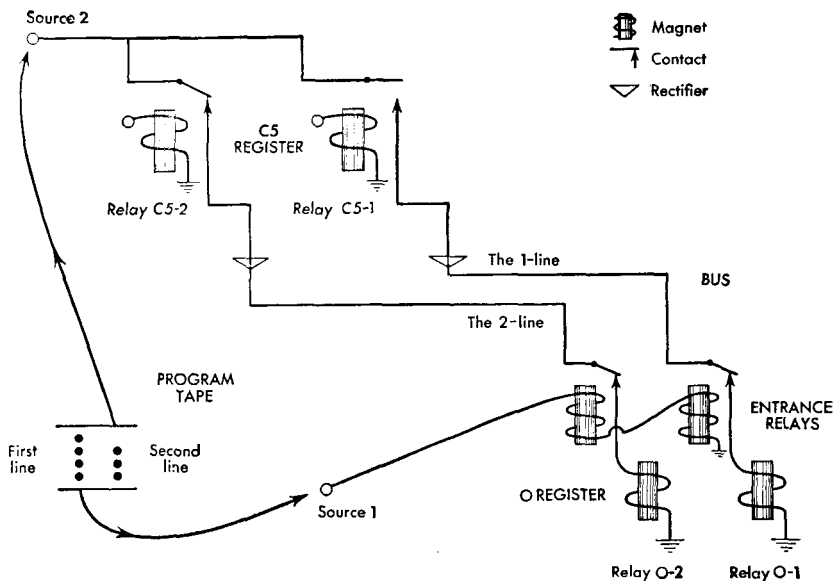 Source 2
Magnet
Contact
Rectifier
C5
REGISTER
Relay C5-2
Relay C5-1
The 1-line
BUS
The 2-line
PROGRAM
TAPE
ENTRANCE
RELAYS
First
line
Second
line
Source 1
O REGISTER
Relay O-2
Relay O-1